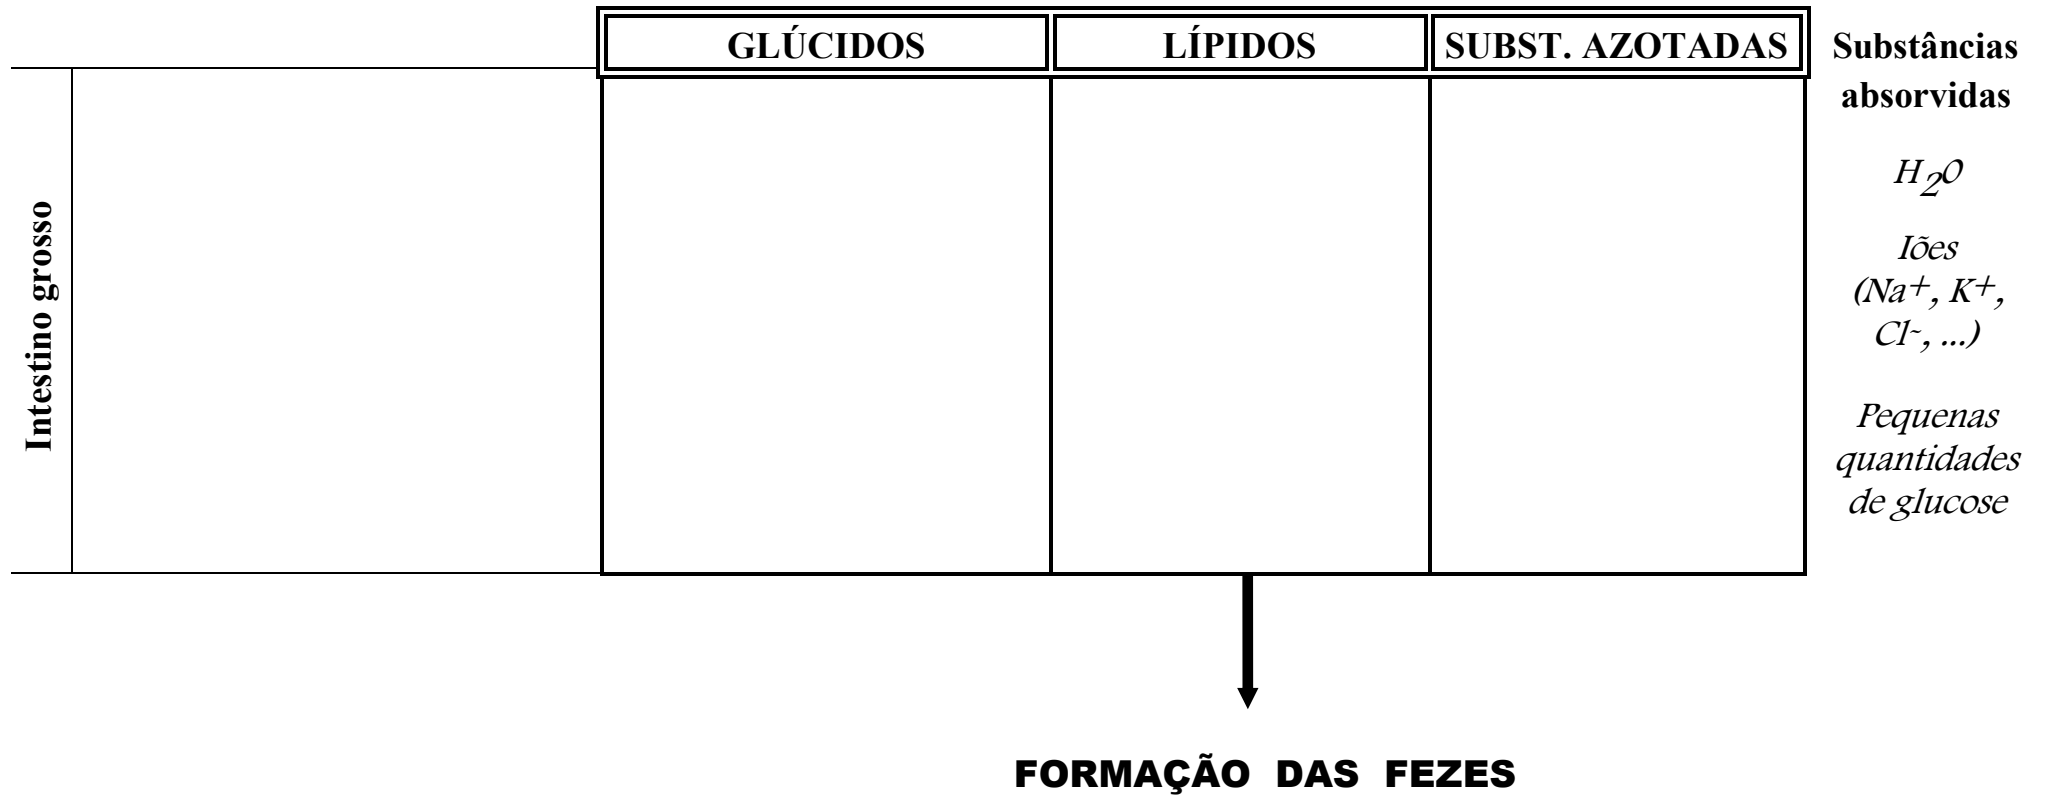 GLÚCIDOS LÍPIDOS SUBST. AZOTADAS
Substâncias
absorvidas
Intestino grosso
H₂O
Iões
(Na⁺, K⁺,
Cl⁻, ...)
Pequenas
quantidades
de glucose
FORMAÇÃO DAS FEZES